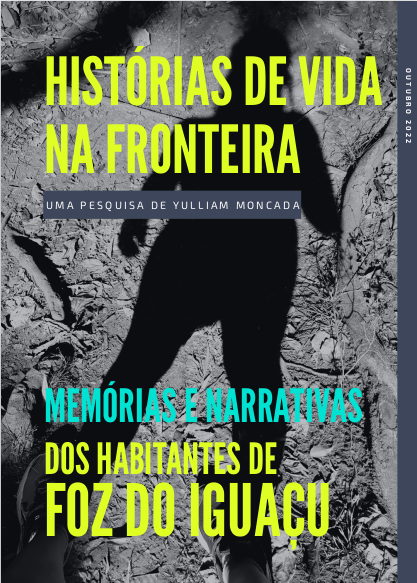 HISTÓRIAS DE VIDA
NA FRONTEIRA
UMA PESQUISA DE YULLIAM MONCADA
OUTUBRO 2022
MEMÓRIAS E NARRATIVAS
DOS HABITANTES DE
FOZ DO IGUAÇU